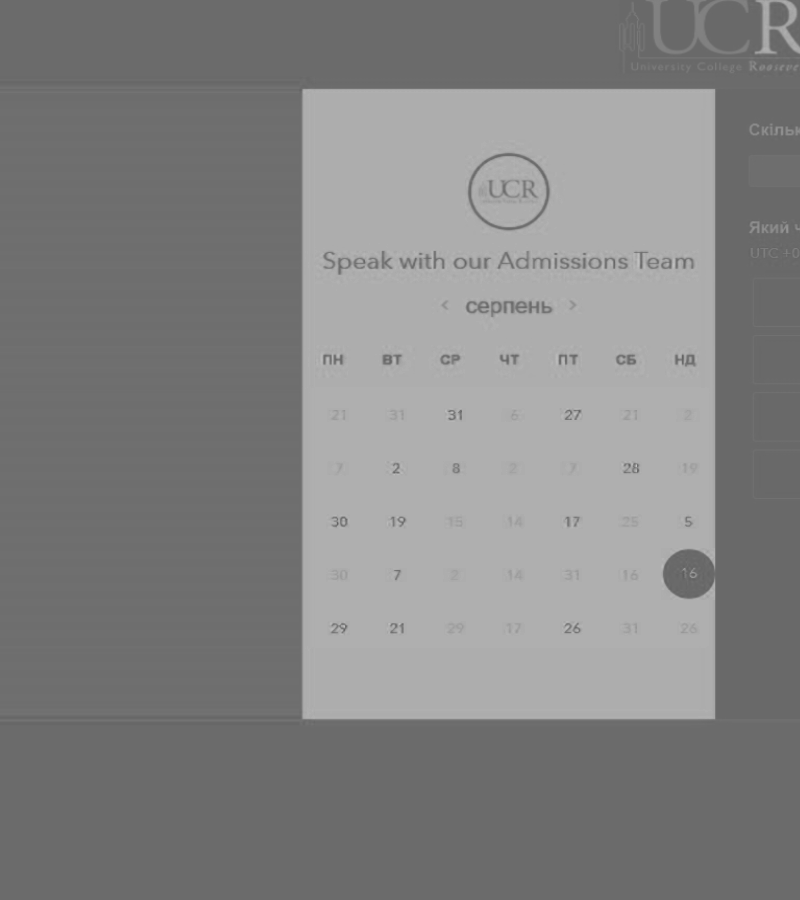 UCR
University College Roosevelt
Скільк
UCR
Який ч
UTC +0
Speak with our Admissions Team
< серпень >
ПН ВТ СР ЧТ ПТ СБ НД
21 31 31 6 27 21 2
7 2 8 2 7 28 19
30 19 15 14 17 25 5
30 7 2 14 31 16 16
29 21 29 17 26 31 26